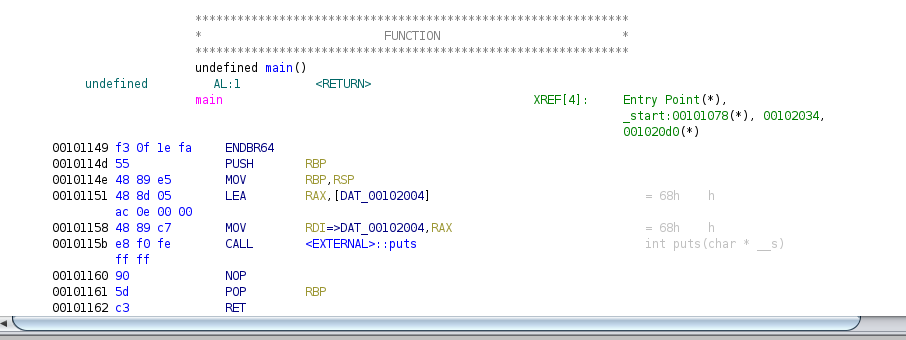 **************************************************************
*                          FUNCTION                          *
**************************************************************
undefined main()
undefined AL:1 <RETURN>
main XREF[4]: Entry Point(*),
_start:00101078(*), 00102034,
001020d0(*)
00101149 f3 0f 1e fa ENDBR64
0010114d 55 PUSH RBP
0010114e 48 89 e5 MOV RBP,RSP
00101151 48 8d 05 LEA RAX,[DAT_00102004] = 68h h
ac 0e 00 00
00101158 48 89 c7 MOV RDI=>DAT_00102004,RAX = 68h h
0010115b e8 f0 fe CALL <EXTERNAL>::puts int puts(char * __s)
ff ff
00101160 90 NOP
00101161 5d POP RBP
00101162 c3 RET